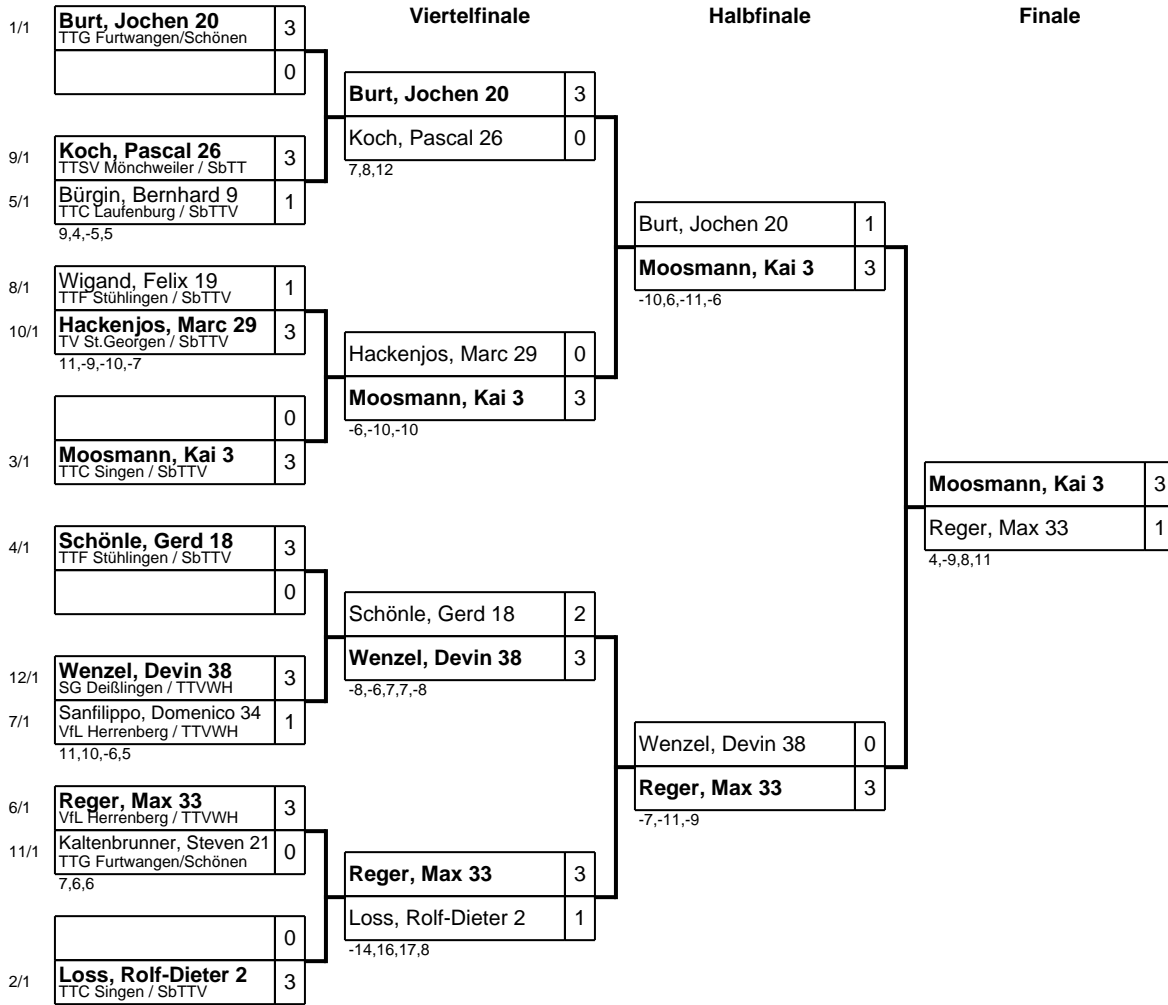 Viertelfinale
Halbfinale
Finale
1/1
Burt, Jochen 20
TTG Furtwangen/Schönen
3
0
9/1
Koch, Pascal 26
TTSV Mönchweiler / SbTT
3
5/1
Bürgin, Bernhard 9
TTC Laufenburg / SbTTV
1
9,4,-5,5
8/1
Wigand, Felix 19
TTF Stühlingen / SbTTV
1
10/1
Hackenjos, Marc 29
TV St.Georgen / SbTTV
3
11,-9,-10,-7
0
3/1
Moosmann, Kai 3
TTC Singen / SbTTV
3
4/1
Schönle, Gerd 18
TTF Stühlingen / SbTTV
3
0
12/1
Wenzel, Devin 38
SG Deißlingen / TTVWH
3
7/1
Sanfilippo, Domenico 34
VfL Herrenberg / TTVWH
1
11,10,-6,5
6/1
Reger, Max 33
VfL Herrenberg / TTVWH
3
11/1
Kaltenbrunner, Steven 21
TTG Furtwangen/Schönen
0
7,6,6
0
2/1
Loss, Rolf-Dieter 2
TTC Singen / SbTTV
3
Burt, Jochen 20 3
Koch, Pascal 26 0
7,8,12
Hackenjos, Marc 29 0
Moosmann, Kai 3 3
-6,-10,-10
Schönle, Gerd 18 2
Wenzel, Devin 38 3
-8,-6,7,7,-8
Reger, Max 33 3
Loss, Rolf-Dieter 2 1
-14,16,17,8
Burt, Jochen 20 1
Moosmann, Kai 3 3
-10,6,-11,-6
Wenzel, Devin 38 0
Reger, Max 33 3
-7,-11,-9
Moosmann, Kai 3 3
Reger, Max 33 1
4,-9,8,11